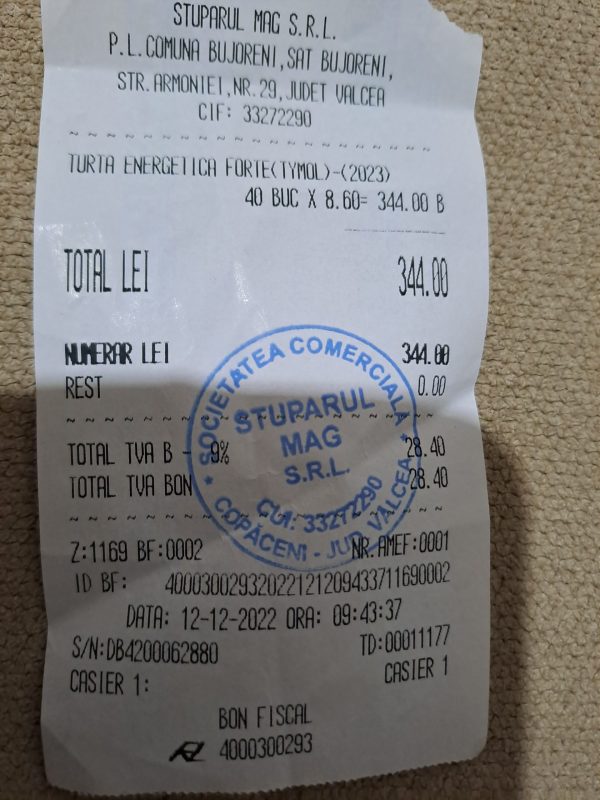 STUPARUL MAG S.R.L.
P.L.COMUNA BUJORENI,SAT BUJORENI,
STR.ARMONIEI,NR.29,JUDET VALCEA
CIF: 33272290
TURTA ENERGETICA FORTE(TYMOL)-(2023)
40 BUC X 8.60= 344.00 B
TOTAL LEI 344.00
NUMERAR LEI 344.00
REST 0.00
TOTAL TVA B - 9% 28.40
TOTAL TVA BON 28.40
* SOCIETATEA COMERCIALA *
STUPARUL
MAG
S.R.L.
CUI: 33272290
COPĂCENI - JUD. VALCEA
Z:1169 BF:0002 NR.AMEF:0001
ID BF: 40003002932022121209433711690002
DATA: 12-12-2022 ORA: 09:43:37
S/N:DB4200062880 TD:00011177
CASIER 1: CASIER 1
BON FISCAL
4000300293